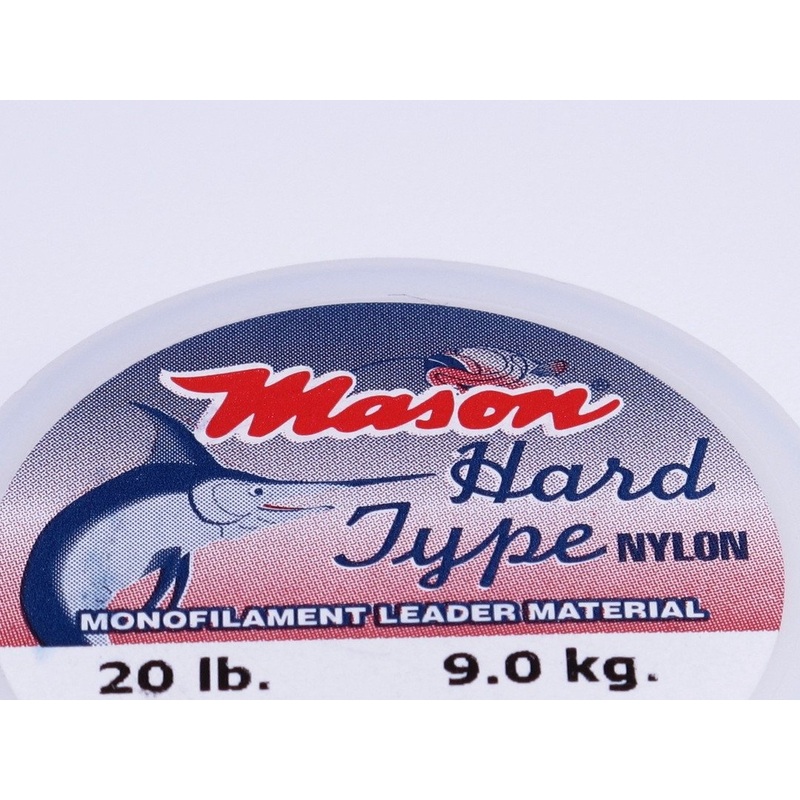 Mason
Hard
Type NYLON
MONOFILAMENT LEADER MATERIAL
20 lb. 9.0 kg.